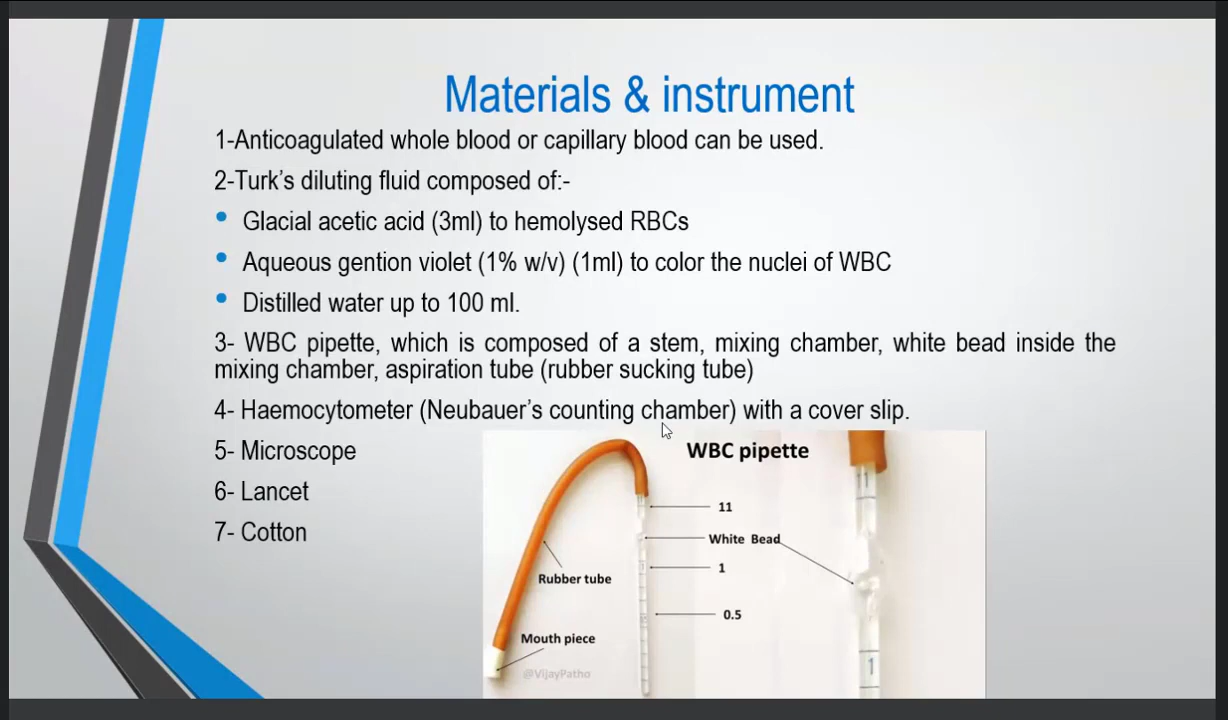 Materials & instrument
1-Anticoagulated whole blood or capillary blood can be used.
2-Turk's diluting fluid composed of:-
• Glacial acetic acid (3ml) to hemolysed RBCs
• Aqueous gention violet (1% w/v) (1ml) to color the nuclei of WBC
• Distilled water up to 100 ml.
3- WBC pipette, which is composed of a stem, mixing chamber, white bead inside the
mixing chamber, aspiration tube (rubber sucking tube)
4- Haemocytometer (Neubauer's counting chamber) with a cover slip.
5- Microscope
6- Lancet
7- Cotton
WBC pipette
11
11
White Bead
1
Rubber tube
0.5
Mouth piece
1
@VijayPatho